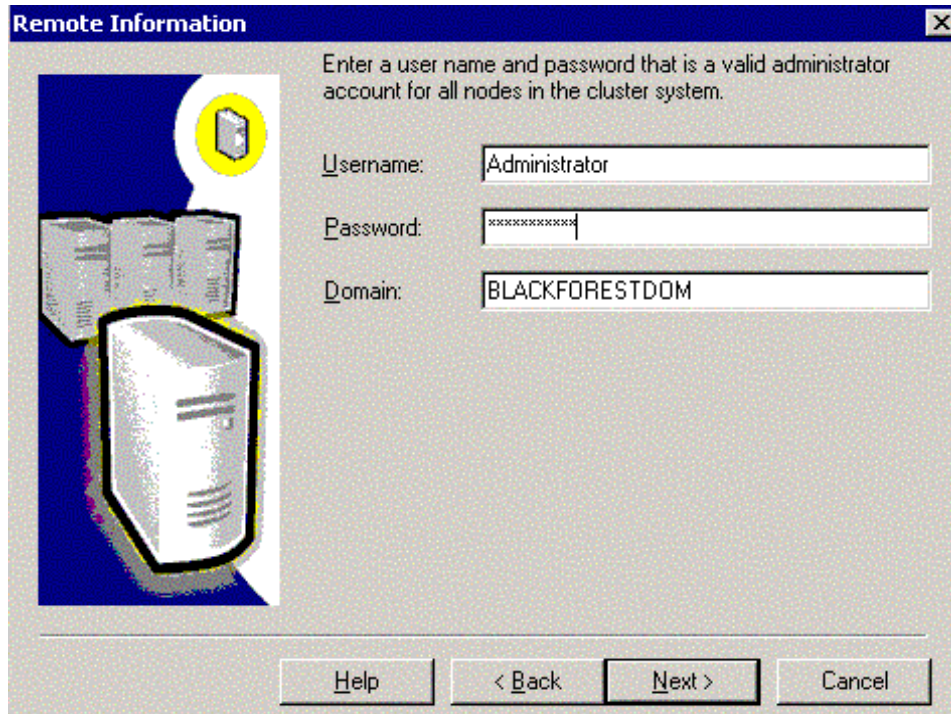 Remote Information
Enter a user name and password that is a valid administrator
account for all nodes in the cluster system.
Username: Administrator
Password: ***********
Domain: BLACKFORESTDOM
Help < Back Next > Cancel